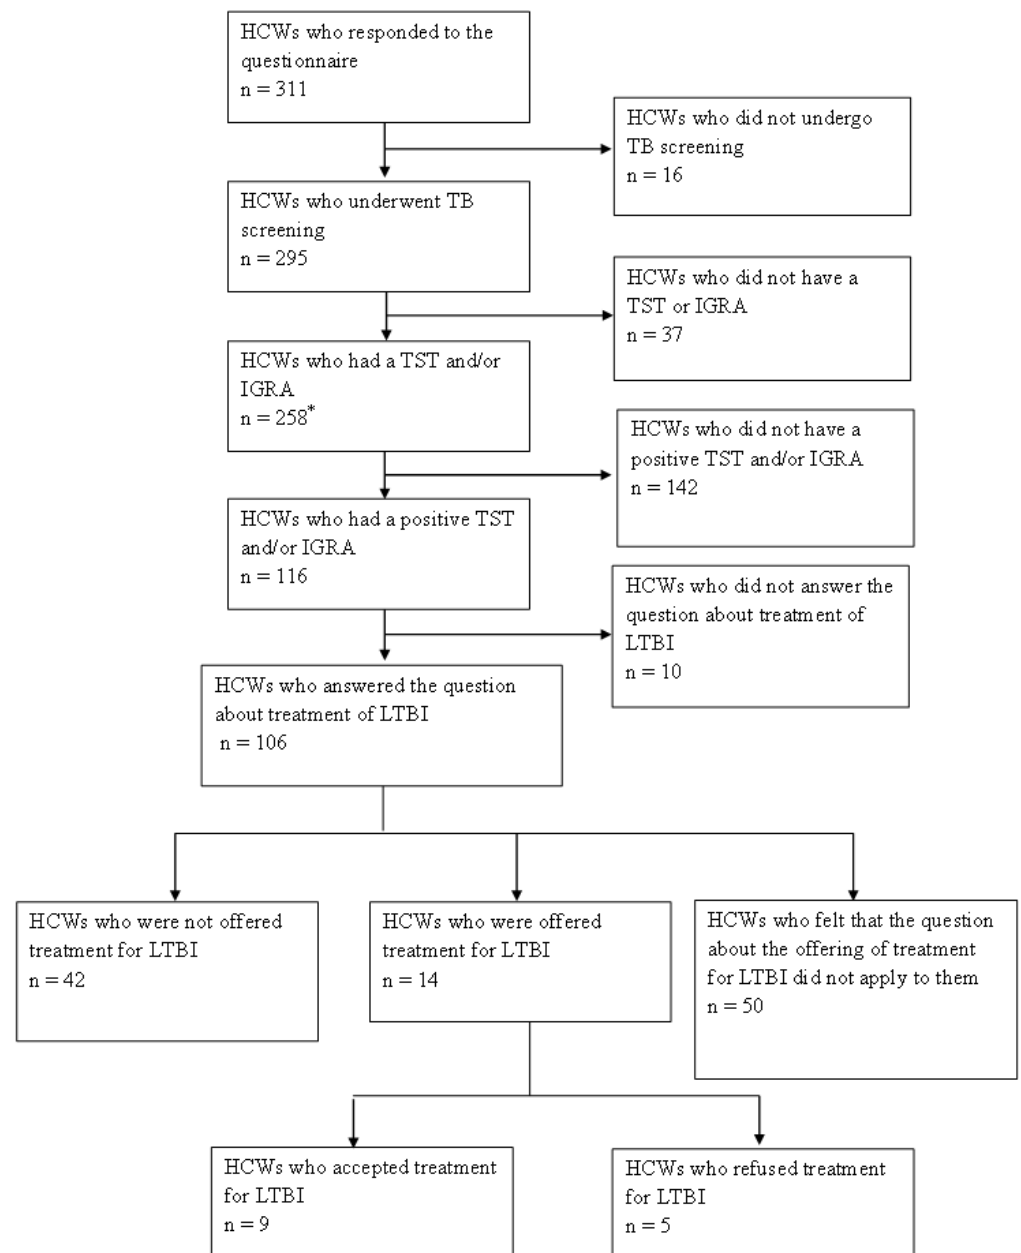 HCWs who responded to the
questionnaire
n = 311
HCWs who did not undergo
TB screening
n = 16
HCWs who underwent TB
screening
n = 295
HCWs who did not have a
TST or IGRA
n = 37
HCWs who had a TST and/or
IGRA
n = 258*
HCWs who did not have a
positive TST and/or IGRA
n = 142
HCWs who had a positive TST
and/or IGRA
n = 116
HCWs who did not answer the
question about treatment of
LTBI
n = 10
HCWs who answered the question
about treatment of LTBI
n = 106
HCWs who were not offered
treatment for LTBI
n = 42
HCWs who were offered
treatment for LTBI
n = 14
HCWs who felt that the question
about the offering of treatment
for LTBI did not apply to them
n = 50
HCWs who accepted treatment
for LTBI
n = 9
HCWs who refused treatment
for LTBI
n = 5